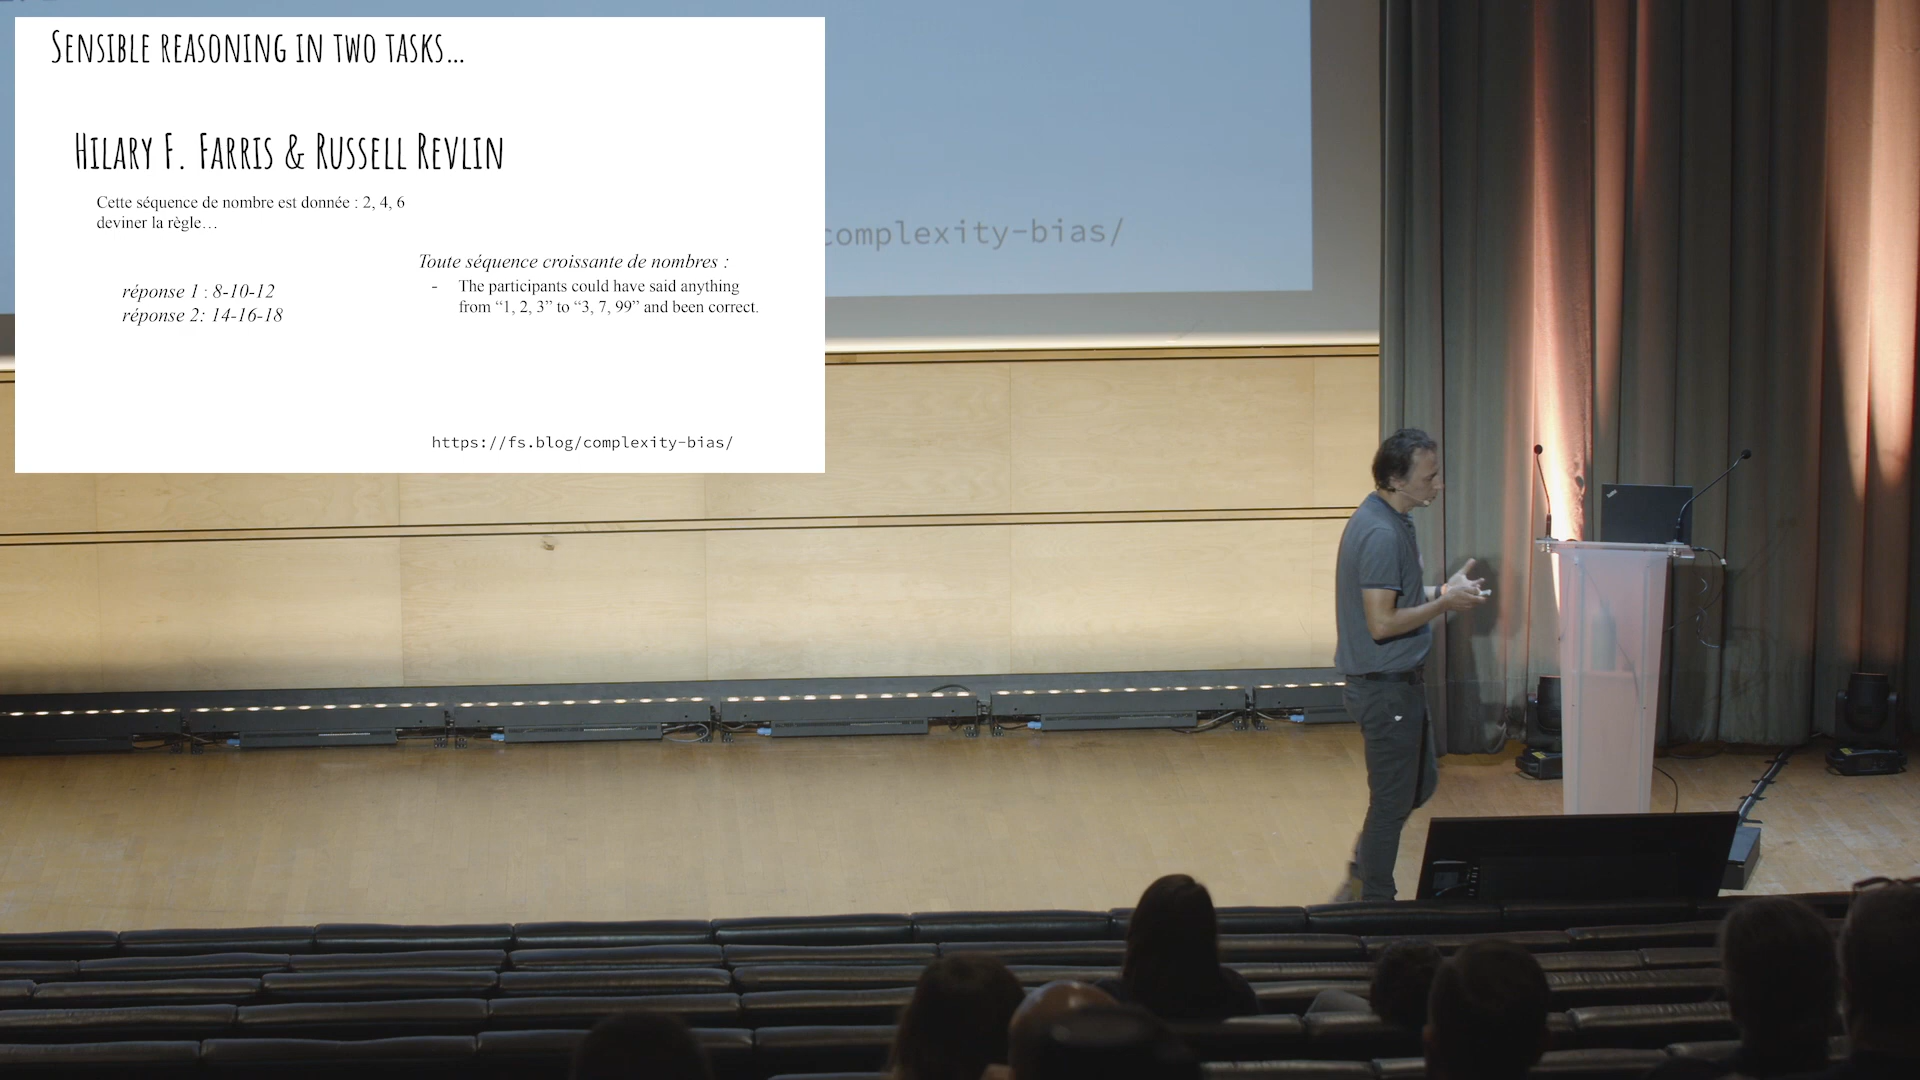 Sensible reasoning in two tasks…
Hilary F. Farris & Russell Revlin
Cette séquence de nombre est donnée : 2, 4, 6
deviner la règle…
réponse 1 : 8-10-12
réponse 2: 14-16-18
Toute séquence croissante de nombres :
- The participants could have said anything
from “1, 2, 3” to “3, 7, 99” and been correct.
https://fs.blog/complexity-bias/
complexity-bias/